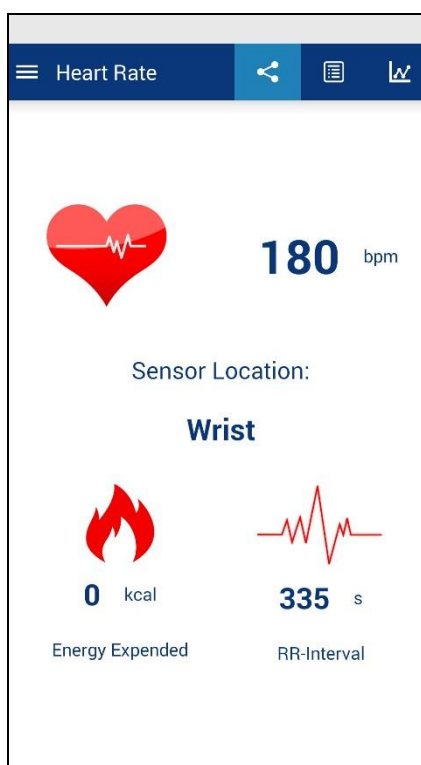 Heart Rate
180 bpm
Sensor Location:
Wrist
0 kcal
335 s
Energy Expended
RR-Interval